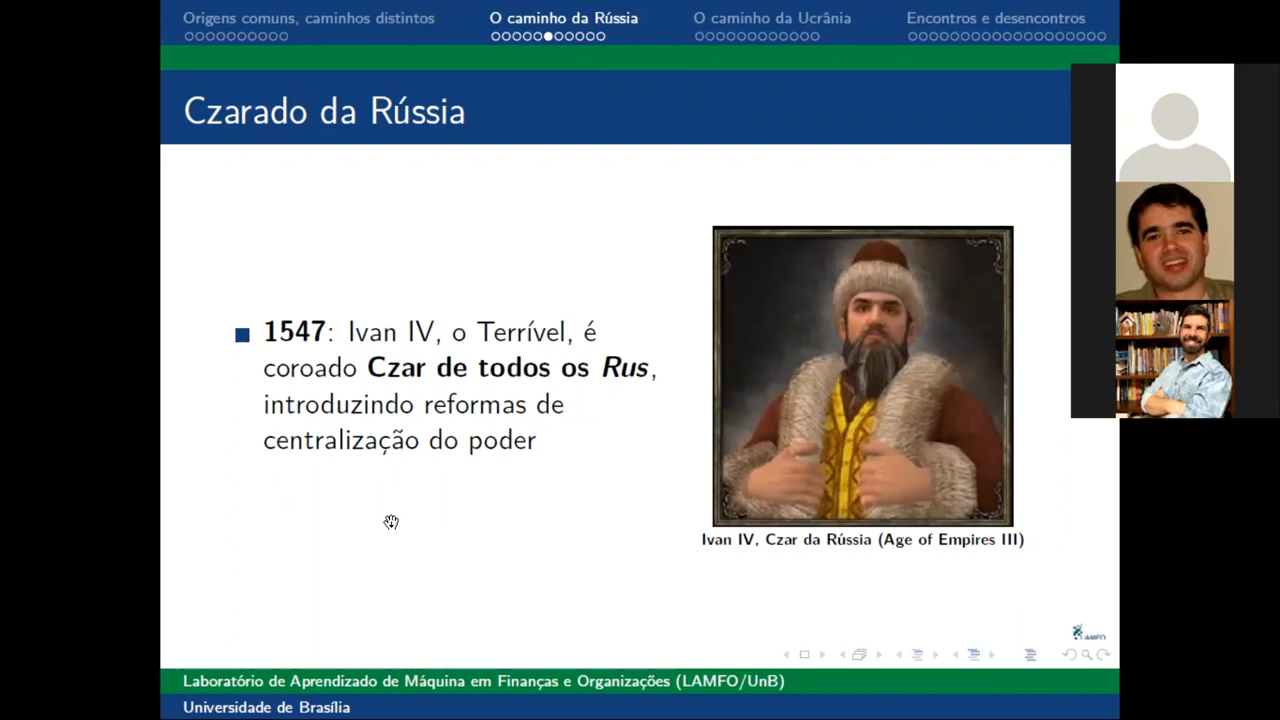 Origens comuns, caminhos distintos
O caminho da Rússia
O caminho da Ucrânia
Encontros e desencontros
Czarado da Rússia
1547: Ivan IV, o Terrível, é
coroado Czar de todos os Rus,
introduzindo reformas de
centralização do poder
Ivan IV, Czar da Rússia (Age of Empires III)
LAMFO
Laboratório de Aprendizado de Máquina em Finanças e Organizações (LAMFO/UnB)
Universidade de Brasília